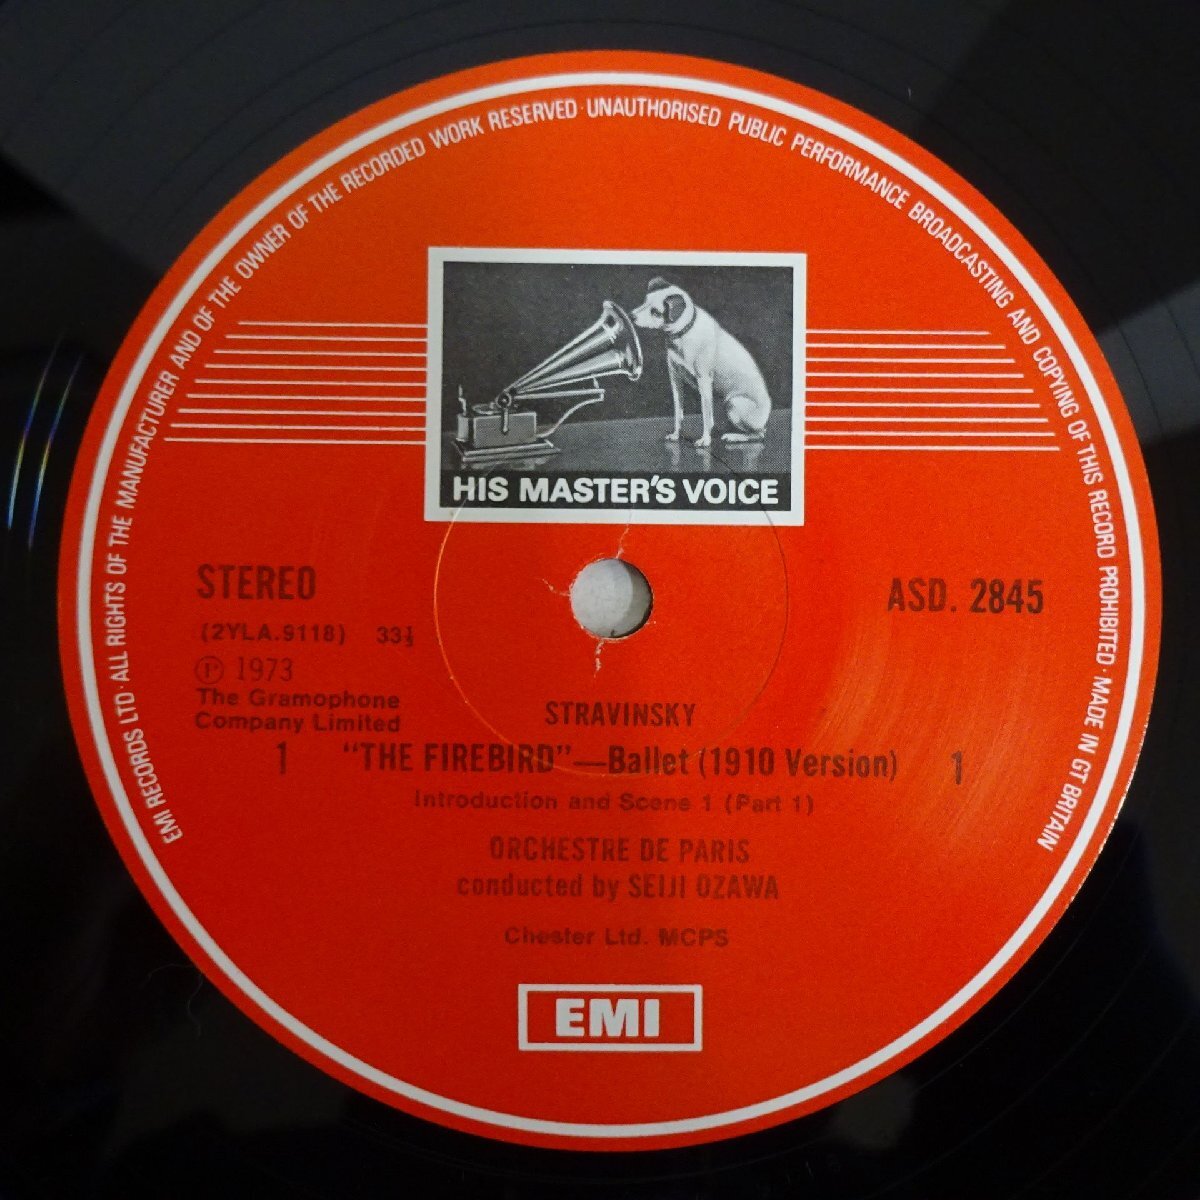 EMI RECORDS LTD · ALL RIGHTS OF THE MANUFACTURER AND OF THE OWNER OF THE RECORDED WORK RESERVED · UNAUTHORISED PUBLIC PERFORMANCE BROADCASTING AND COPYING OF THIS RECORD PROHIBITED · MADE IN GT BRITAIN
HIS MASTER'S VOICE
STEREO
ASD. 2845
(2YLA.9118) 33⅓
Ⓟ 1973
The Gramophone
Company Limited
STRAVINSKY
1 "THE FIREBIRD"—Ballet (1910 Version) 1
Introduction and Scene 1 (Part 1)
ORCHESTRE DE PARIS
conducted by SEIJI OZAWA
Chester Ltd. MCPS
EMI